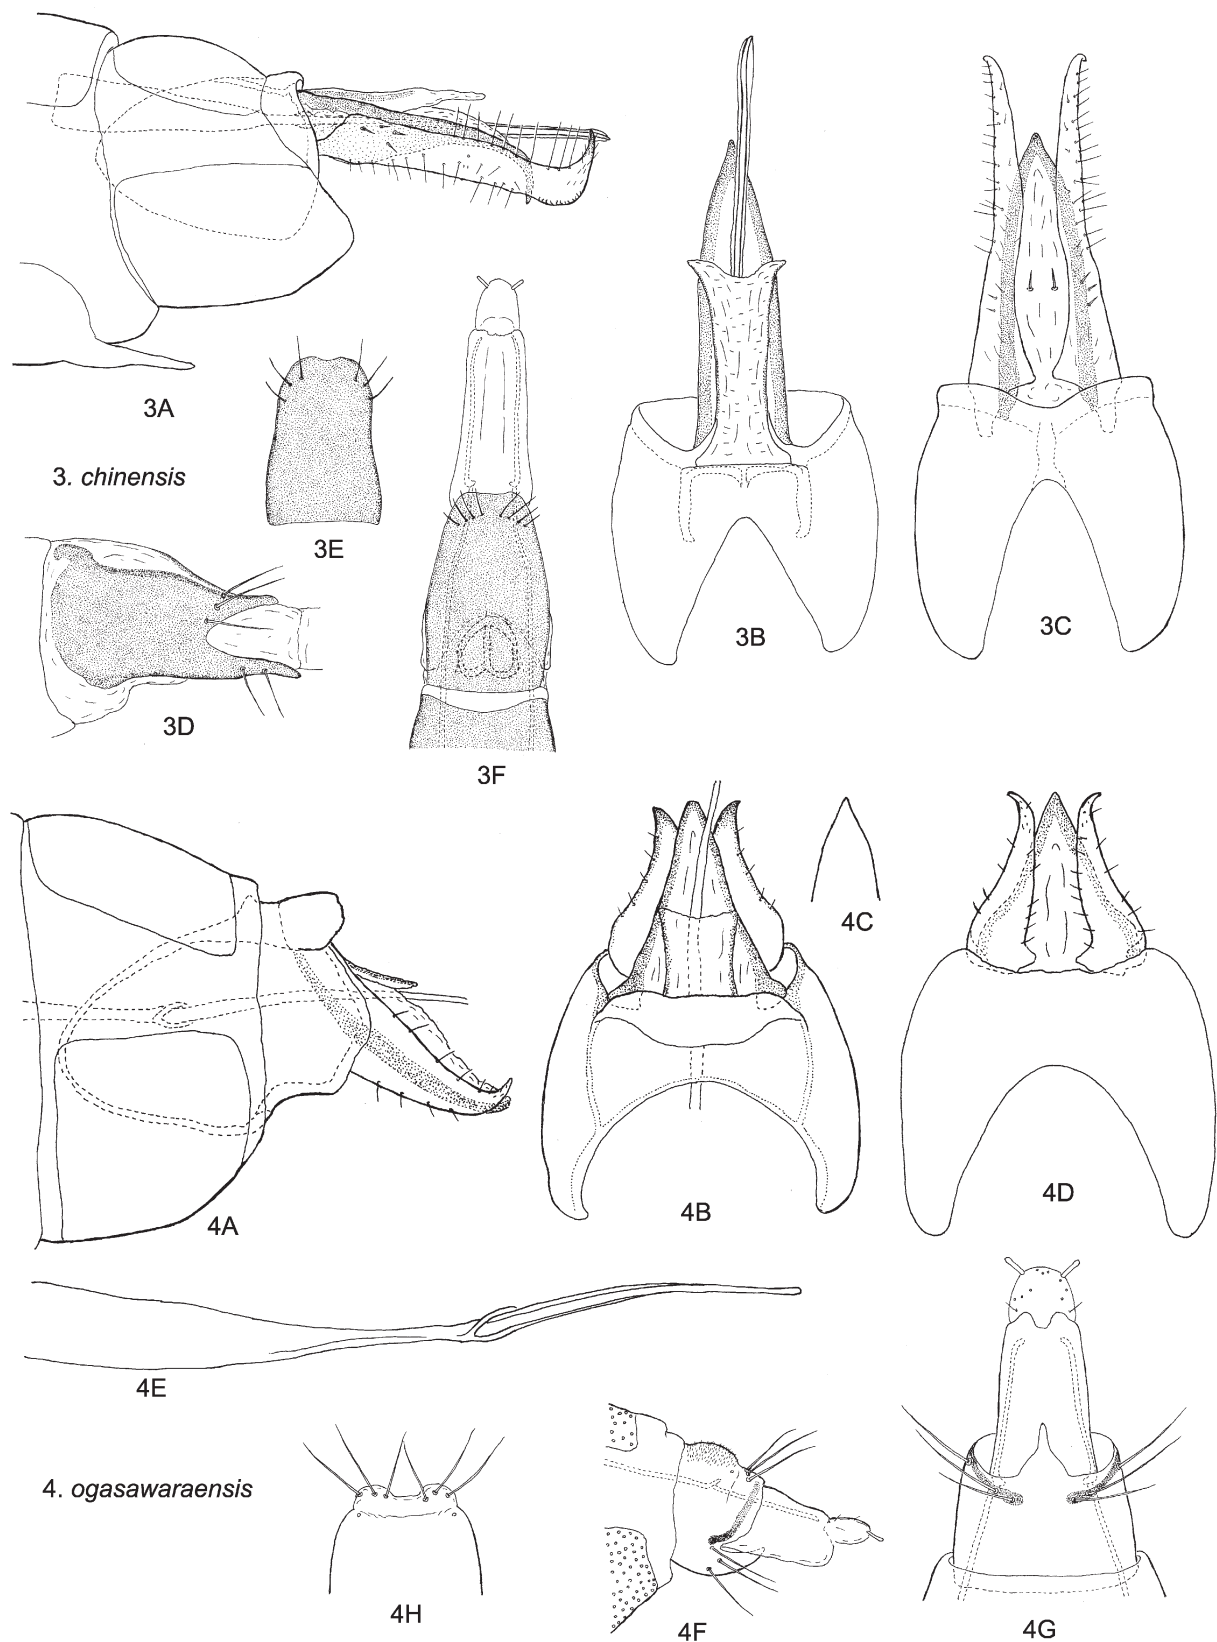 3A
3. chinensis
3E
3B
3C
3D
3F
4C
4A
4B
4D
4E
4. ogasawaraensis
4H
4F
4G